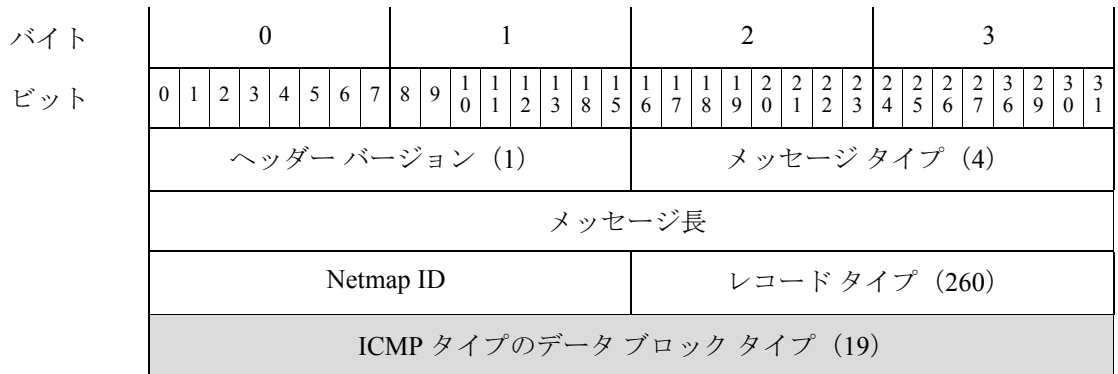 バイト 0 1 2 3
ビット 0 1 2 3 4 5 6 7 8 9 10 11 12 13 18 15 16 17 18 19 20 21 22 23 24 25 26 27 36 29 30 31
ヘッダー バージョン（1） メッセージ タイプ（4）
メッセージ長
Netmap ID レコード タイプ（260）
ICMP タイプのデータ ブロック タイプ（19）